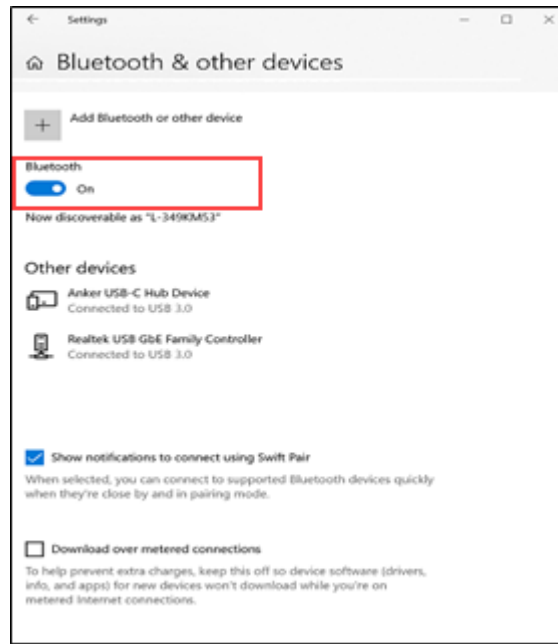 Settings
Bluetooth & other devices
Add Bluetooth or other device
Bluetooth
On
Now discoverable as "L-349KM53"
Other devices
Anker USB-C Hub Device
Connected to USB 3.0
Realtek USB GbE Family Controller
Connected to USB 3.0
Show notifications to connect using Swift Pair
When selected, you can connect to supported Bluetooth devices quickly
when they're close by and in pairing mode.
Download over metered connections
To help prevent extra charges, keep this off so device software (drivers,
info, and apps) for new devices won't download while you're on
metered Internet connections.